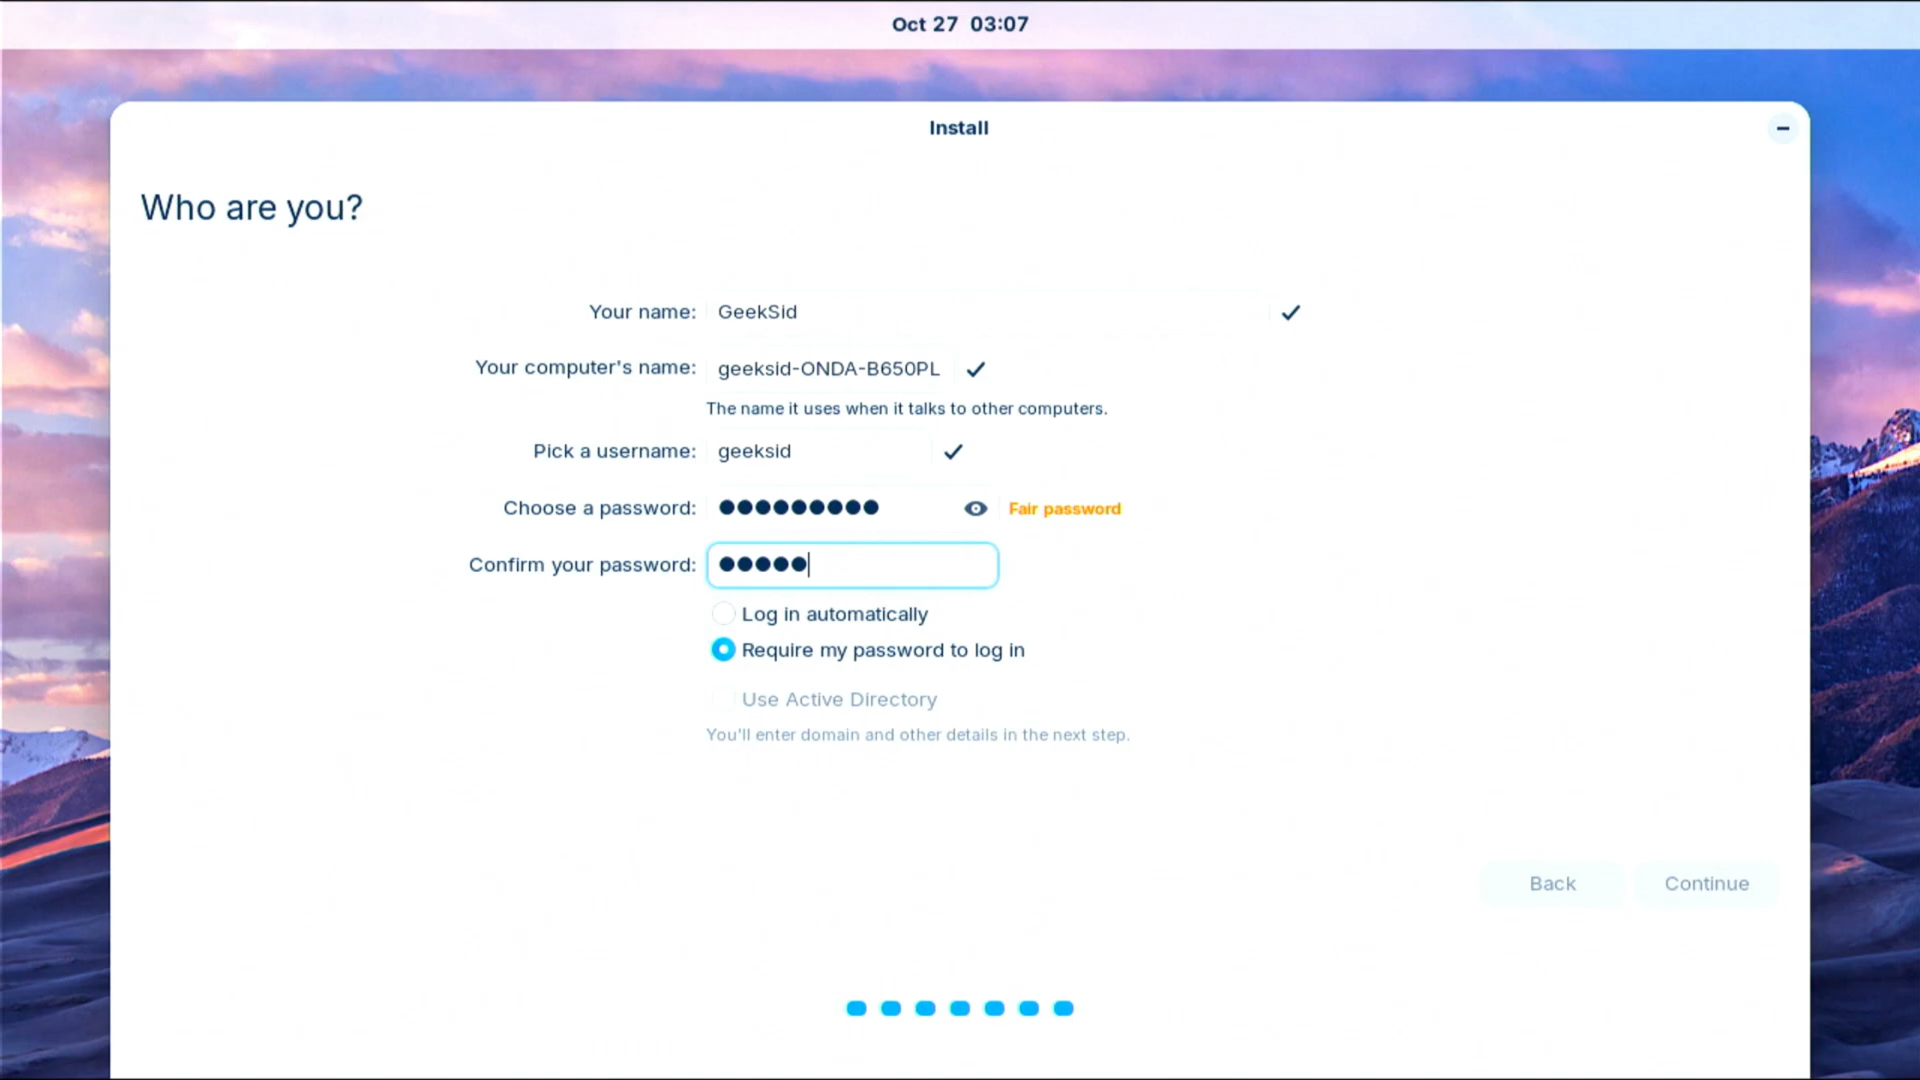 Oct 27 03:07
Install
Who are you?
Your name: GeekSid
Your computer's name: geeksid-ONDA-B650PL
The name it uses when it talks to other computers.
Pick a username: geeksid
Choose a password: ●●●●●●●●● Fair password
Confirm your password: ●●●●●
Log in automatically
Require my password to log in
Use Active Directory
You'll enter domain and other details in the next step.
Back Continue